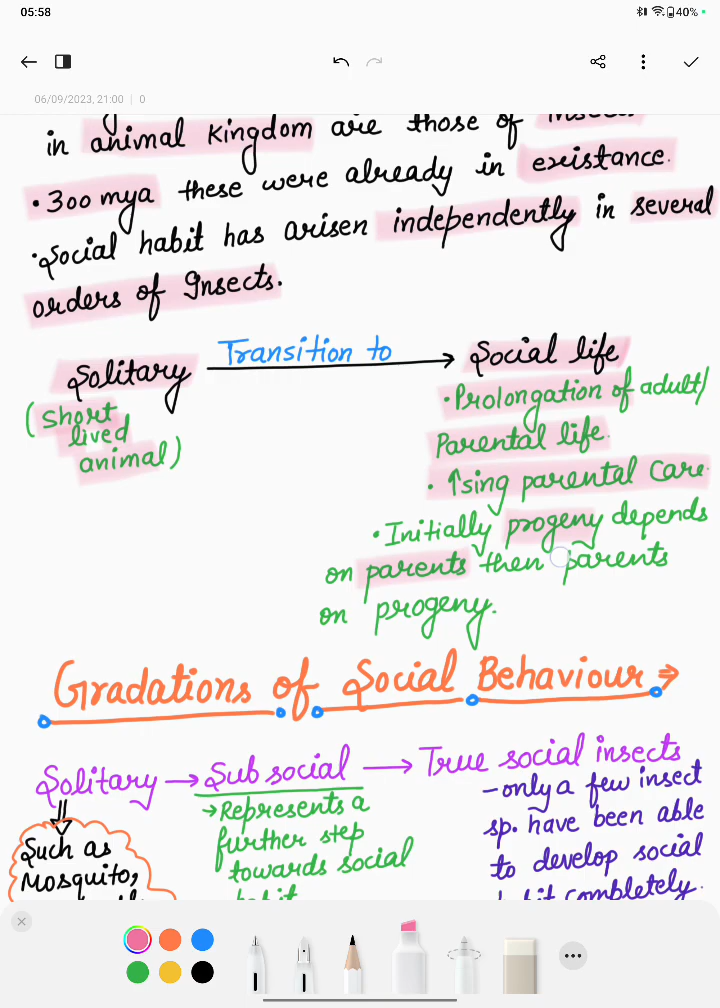 05:58
40%
06/09/2023, 21:00 | 0
in animal Kingdom are those of insects
• 300 mya these were already in existance.
• Social habit has arisen independently in several
orders of Insects.
Solitary Transition to Social life
(Short
lived
animal)
• Prolongation of adult/
Parental life.
• ↑sing parental care.
• Initially progeny depends
on parents then parents
on progeny.
Gradations of Social Behaviour ⇒
Solitary → Sub social → True social insects
Such as
Mosquito,
→ Represents a
further step
towards social
habit
– only a few insect
sp. have been able
to develop social
habit completely.